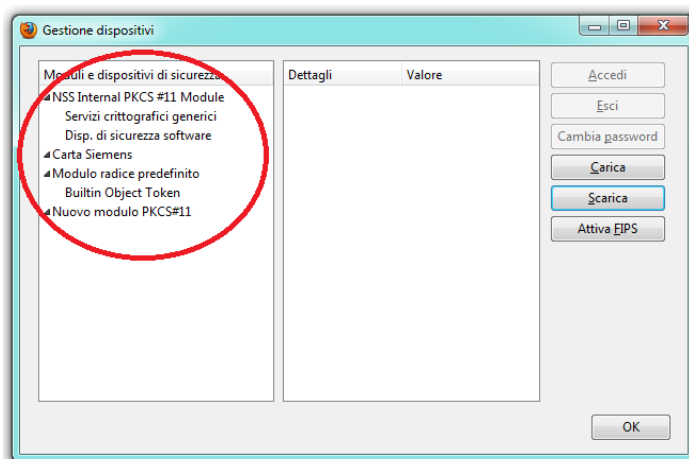 Gestione dispositivi
Moduli e dispositivi di sicurezza
Dettagli
Valore
NSS Internal PKCS #11 Module
Servizi crittografici generici
Disp. di sicurezza software
Carta Siemens
Modulo radice predefinito
Builtin Object Token
Nuovo modulo PKCS#11
Accedi
Esci
Cambia password
Carica
Scarica
Attiva FIPS
OK